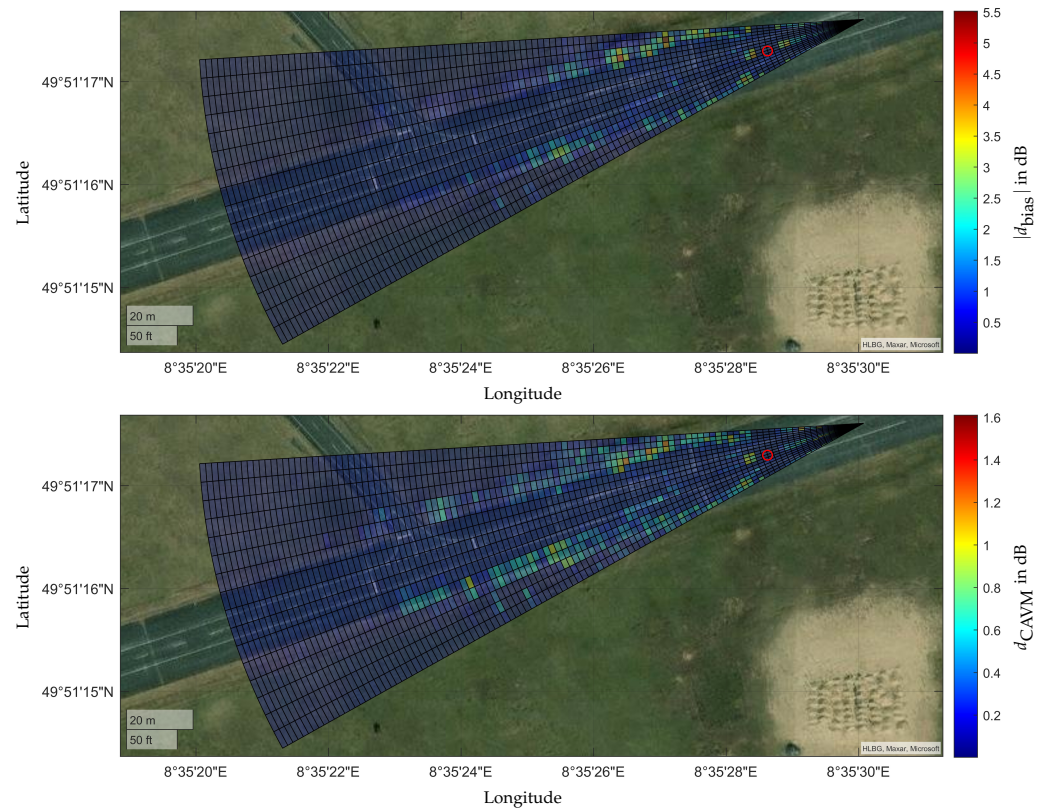 5.5
5
4.5
4
3.5
3
2.5
2
1.5
1
0.5
|d_bias| in dB
49°51'17"N
49°51'16"N
49°51'15"N
Latitude
20 m
50 ft
HLBG, Maxar, Microsoft
8°35'20"E 8°35'22"E 8°35'24"E 8°35'26"E 8°35'28"E 8°35'30"E
Longitude
1.6
1.4
1.2
1
0.8
0.6
0.4
0.2
d_CAVM in dB
49°51'17"N
49°51'16"N
49°51'15"N
Latitude
20 m
50 ft
HLBG, Maxar, Microsoft
8°35'20"E 8°35'22"E 8°35'24"E 8°35'26"E 8°35'28"E 8°35'30"E
Longitude